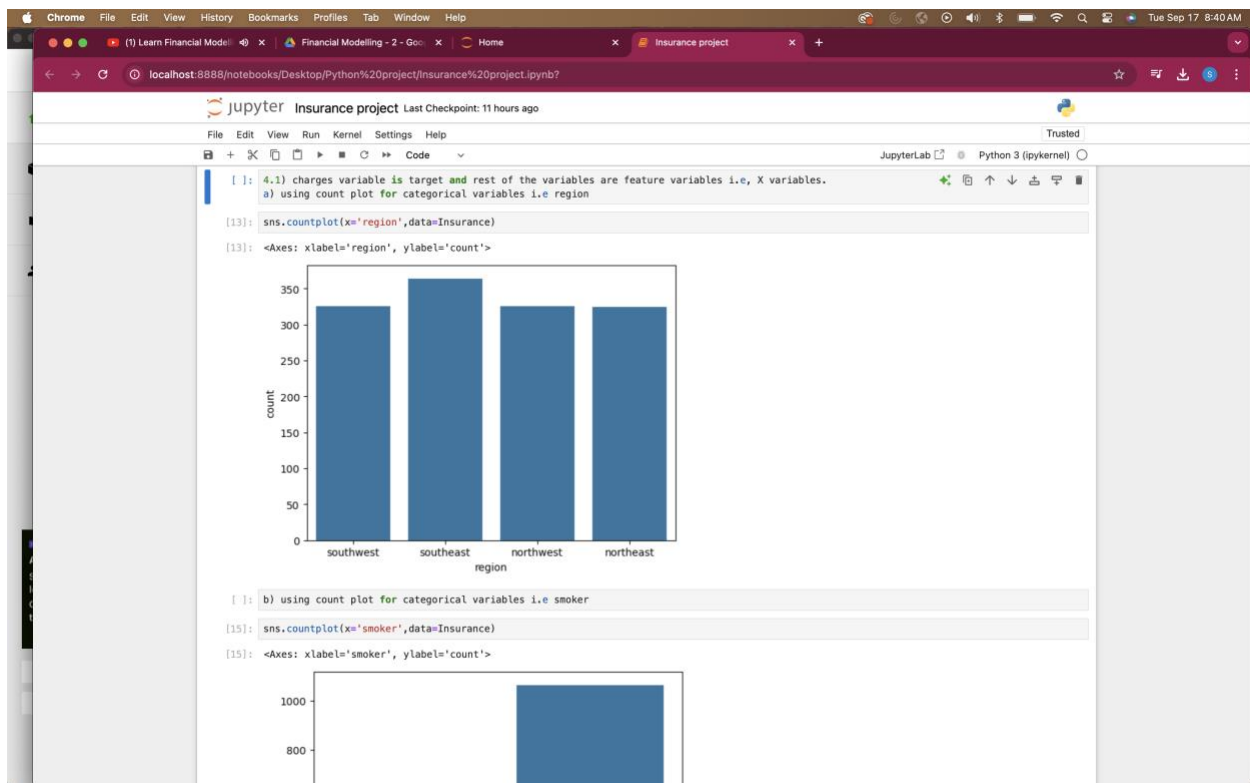 Chrome File Edit View History Bookmarks Profiles Tab Window Help Tue Sep 17 8:40 AM
(1) Learn Financial Modell Financial Modelling - 2 - Goo Home Insurance project
localhost:8888/notebooks/Desktop/Python%20project/Insurance%20project.ipynb? S
jupyter Insurance project Last Checkpoint: 11 hours ago
File Edit View Run Kernel Settings Help Trusted
Code JupyterLab Python 3 (ipykernel)
[ ]: 4.1) charges variable is target and rest of the variables are feature variables i.e, X variables.
a) using count plot for categorical variables i.e region
[13]: sns.countplot(x='region',data=Insurance)
[13]: <Axes: xlabel='region', ylabel='count'>
350
300
250
200
150
100
50
0
count
southwest southeast northwest northeast
region
[ ]: b) using count plot for categorical variables i.e smoker
[15]: sns.countplot(x='smoker',data=Insurance)
[15]: <Axes: xlabel='smoker', ylabel='count'>
1000
800